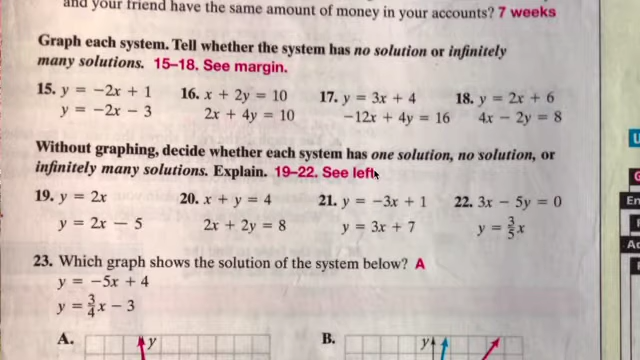 and your friend have the same amount of money in your accounts? 7 weeks
Graph each system. Tell whether the system has no solution or infinitely
many solutions. 15–18. See margin.
15. y = −2x + 1
y = −2x − 3
16. x + 2y = 10
2x + 4y = 10
17. y = 3x + 4
−12x + 4y = 16
18. y = 2x + 6
4x − 2y = 8
Without graphing, decide whether each system has one solution, no solution, or
infinitely many solutions. Explain. 19–22. See left
19. y = 2x
y = 2x − 5
20. x + y = 4
2x + 2y = 8
21. y = −3x + 1
y = 3x + 7
22. 3x − 5y = 0
y = 3/5x
23. Which graph shows the solution of the system below? A
y = −5x + 4
y = 3/4x − 3
A.
y
B.
y
En